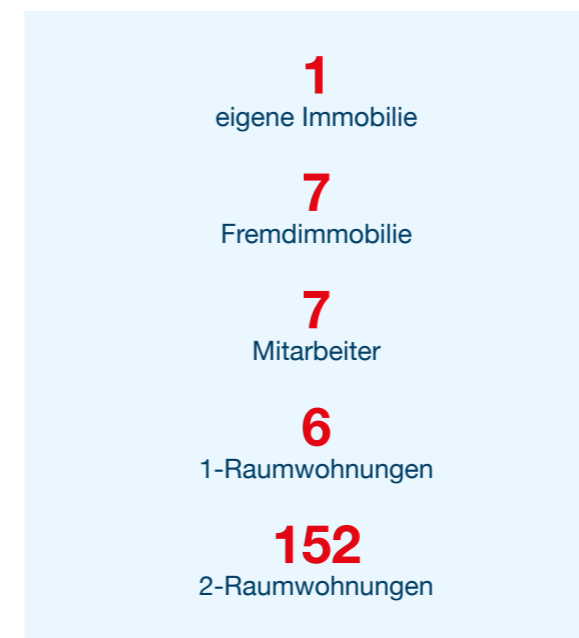 1
eigene Immobilie
7
Fremdimmobilie
7
Mitarbeiter
6
1-Raumwohnungen
152
2-Raumwohnungen